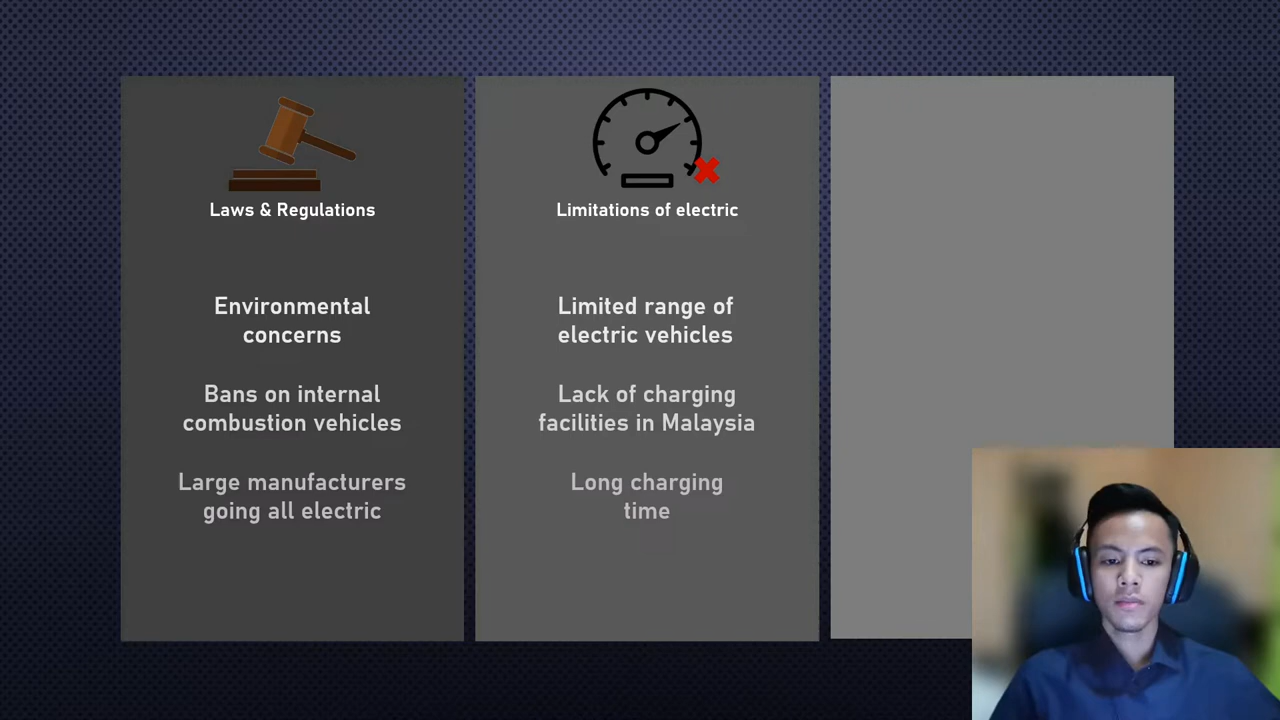 Laws & Regulations
Environmental
concerns
Bans on internal
combustion vehicles
Large manufacturers
going all electric
Limitations of electric
Limited range of
electric vehicles
Lack of charging
facilities in Malaysia
Long charging
time